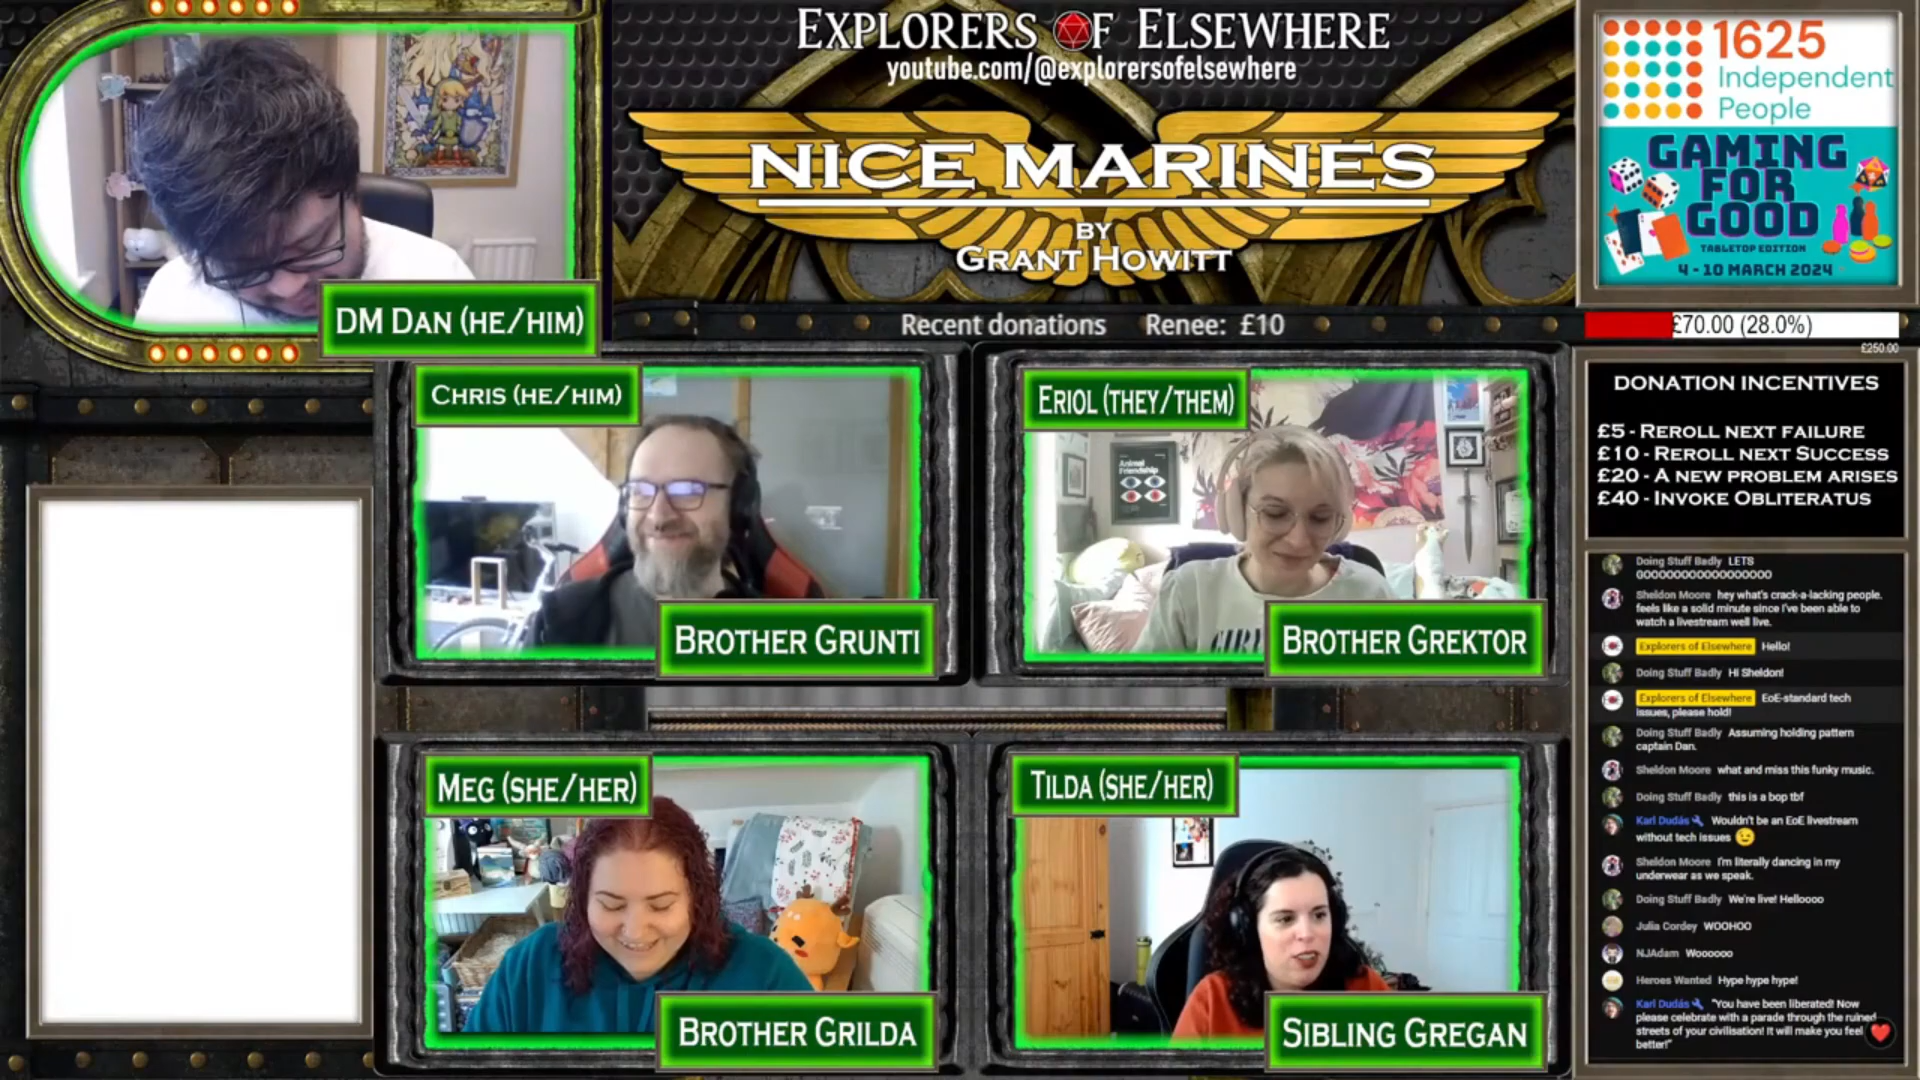 EXPLORERS OF ELSEWHERE
youtube.com/@explorersofelsewhere
NICE MARINES
BY
GRANT HOWITT
1625
Independent
People
GAMING
FOR
GOOD
TABLETOP EDITION
4 - 10 MARCH 2024
DM DAN (HE/HIM)
Recent donations Renee: £10
£70.00 (28.0%)
£250.00
CHRIS (HE/HIM)
BROTHER GRUNTI
ERIOL (THEY/THEM)
Animal
Friendship
BROTHER GREKTOR
MEG (SHE/HER)
BROTHER GRILDA
TILDA (SHE/HER)
SIBLING GREGAN
DONATION INCENTIVES
£5 - REROLL NEXT FAILURE
£10 - REROLL NEXT SUCCESS
£20 - A NEW PROBLEM ARISES
£40 - INVOKE OBLITERATUS
Doing Stuff Badly LETS
GOOOOOOOOOOOOOOOOO
Sheldon Moore hey what's crack-a-lacking people.
feels like a solid minute since I've been able to
watch a livestream well live.
Explorers of Elsewhere Hello!
Doing Stuff Badly Hi Sheldon!
Explorers of Elsewhere EoE-standard tech
issues, please hold!
Doing Stuff Badly Assuming holding pattern
captain Dan.
Sheldon Moore what and miss this funky music.
Doing Stuff Badly this is a bop tbf
Karl Dudás Wouldn't be an EoE livestream
without tech issues 😉
Sheldon Moore I'm literally dancing in my
underwear as we speak.
Doing Stuff Badly We're live! Helloooo
Julia Cordey WOOHOO
NJAdam Woooooo
Heroes Wanted Hype hype hype!
Karl Dudás "You have been liberated! Now
please celebrate with a parade through the ruined
streets of your civilisation! It will make you feel
better!"